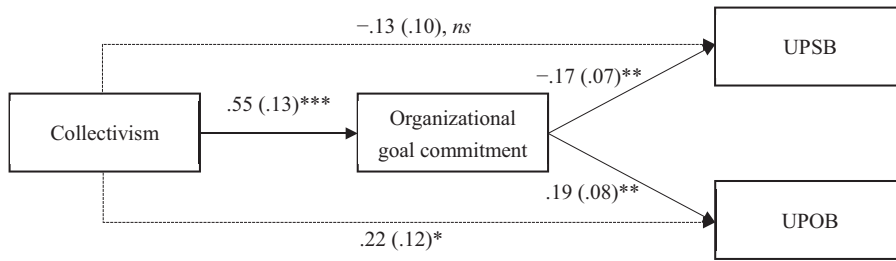 −.13 (.10), ns
UPSB
−.17 (.07)**
.55 (.13)***
Collectivism
Organizational
goal commitment
.19 (.08)**
UPOB
.22 (.12)*